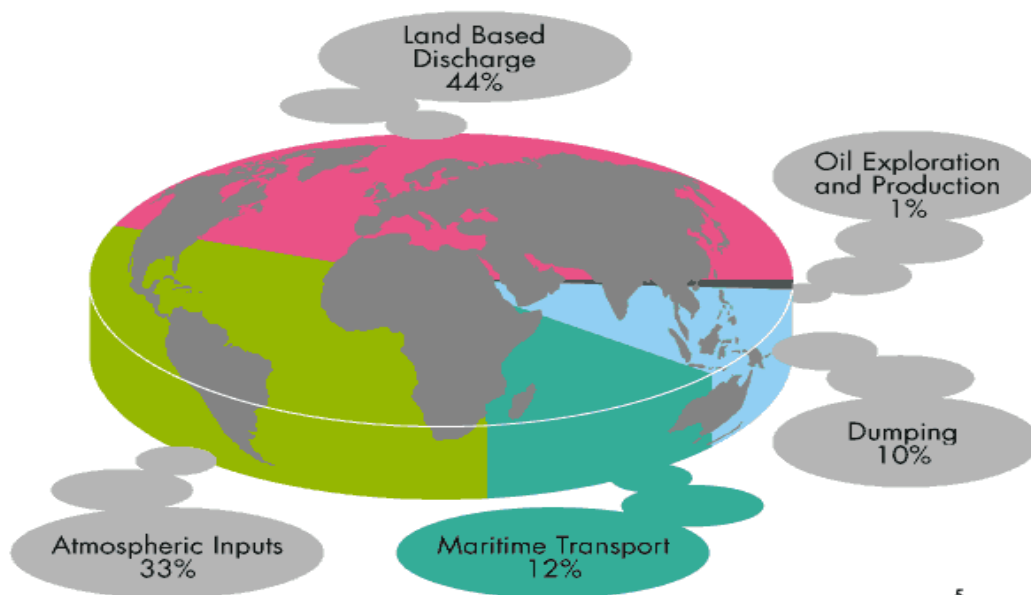 Land Based
Discharge
44%
Oil Exploration
and Production
1%
Dumping
10%
Maritime Transport
12%
Atmospheric Inputs
33%
5